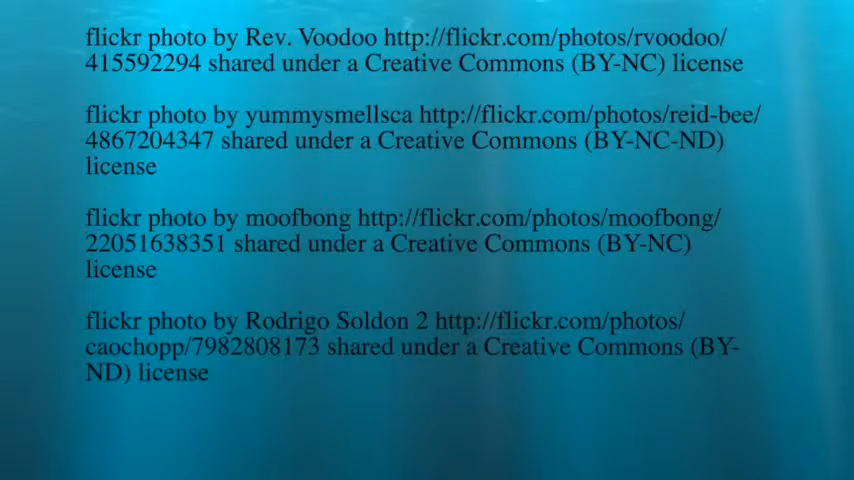 flickr photo by Rev. Voodoo http://flickr.com/photos/rvoodoo/
415592294 shared under a Creative Commons (BY-NC) license
flickr photo by yummysmellsca http://flickr.com/photos/reid-bee/
4867204347 shared under a Creative Commons (BY-NC-ND)
license
flickr photo by moofbong http://flickr.com/photos/moofbong/
22051638351 shared under a Creative Commons (BY-NC)
license
flickr photo by Rodrigo Soldon 2 http://flickr.com/photos/
caochopp/7982808173 shared under a Creative Commons (BY-
ND) license